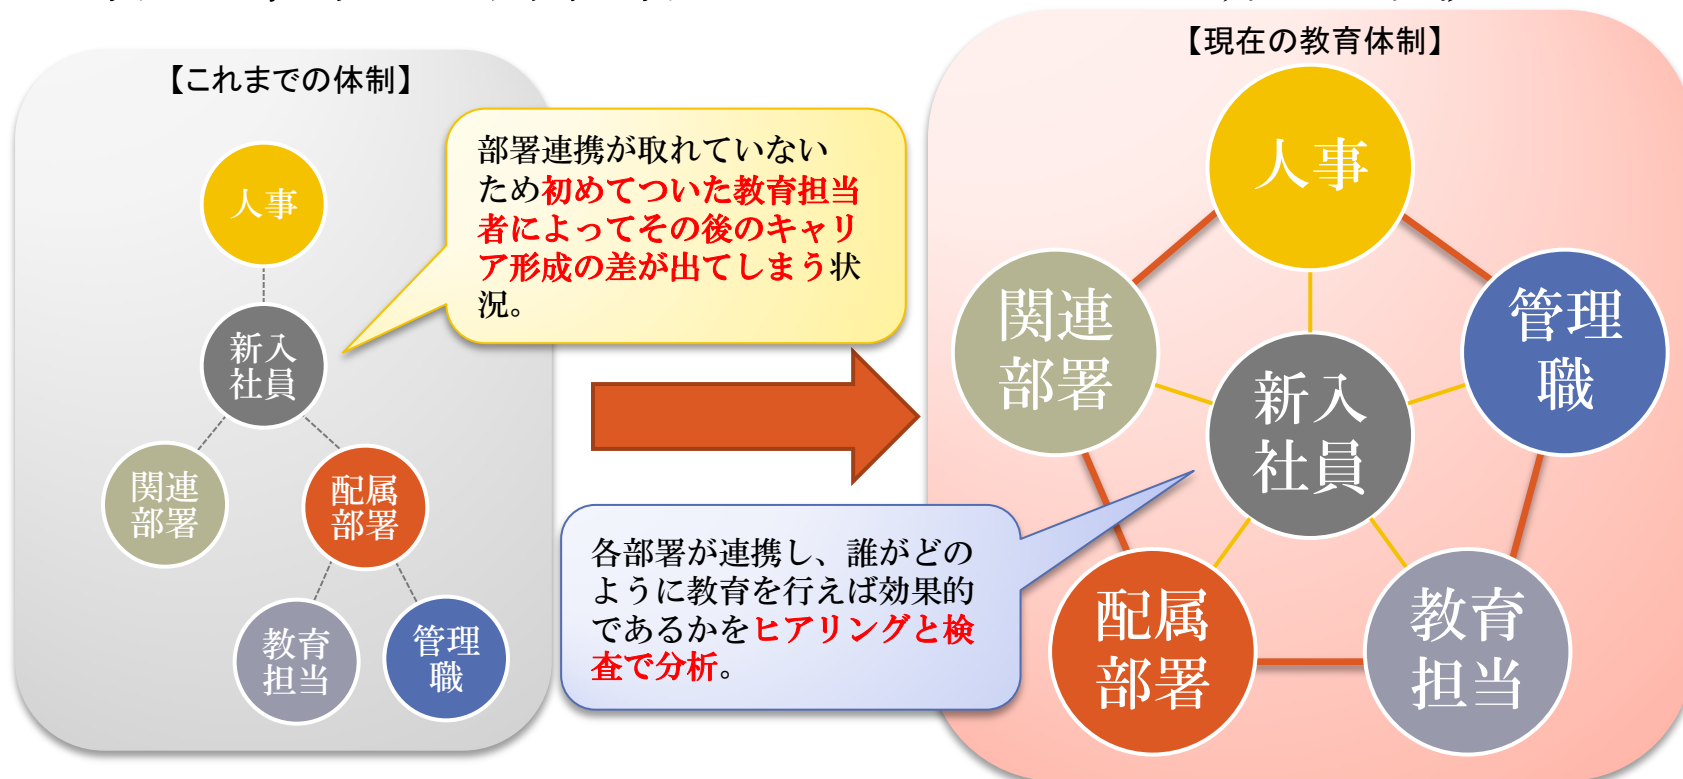 【これまでの体制】
人事
新入
社員
関連
部署
配属
部署
教育
担当
管理
職
部署連携が取れていない
ため初めてついた教育担当
者によってその後のキャリ
ア形成の差が出てしまう状
況。
各部署が連携し、誰がどの
ように教育を行えば効果的
であるかをヒアリングと検
査で分析。
【現在の教育体制】
人事
関連
部署
管理
職
新入
社員
配属
部署
教育
担当